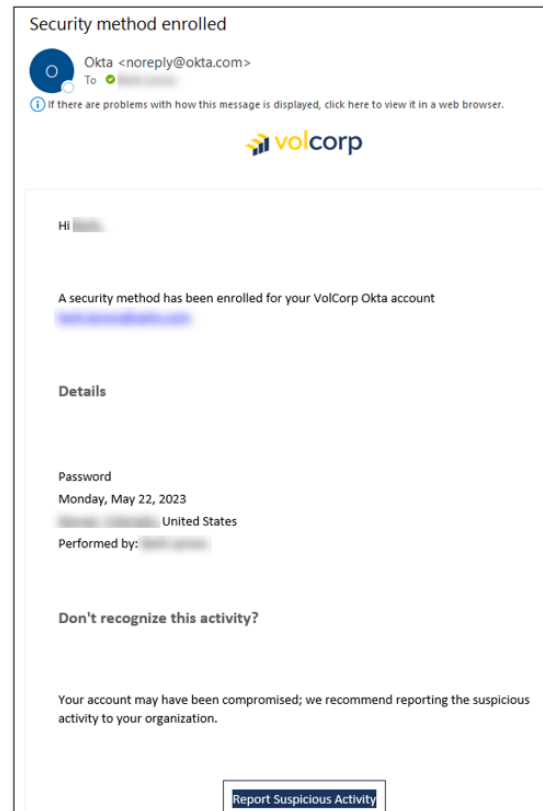 Security method enrolled
O
Okta <noreply@okta.com>
To
If there are problems with how this message is displayed, click here to view it in a web browser.
volcorp
Hi
A security method has been enrolled for your VolCorp Okta account
Details
Password
Monday, May 22, 2023
United States
Performed by:
Don't recognize this activity?
Your account may have been compromised; we recommend reporting the suspicious
activity to your organization.
Report Suspicious Activity